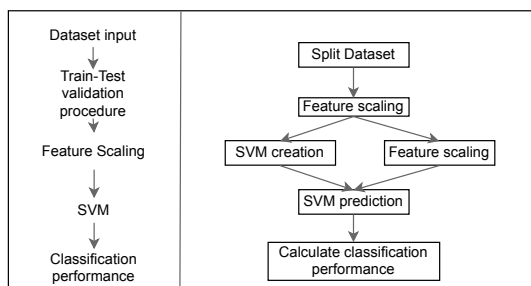 Dataset input
Train-Test
validation
procedure
Feature Scaling
SVM
Classification
performance
Split Dataset
Feature scaling
SVM creation
Feature scaling
SVM prediction
Calculate classification
performance